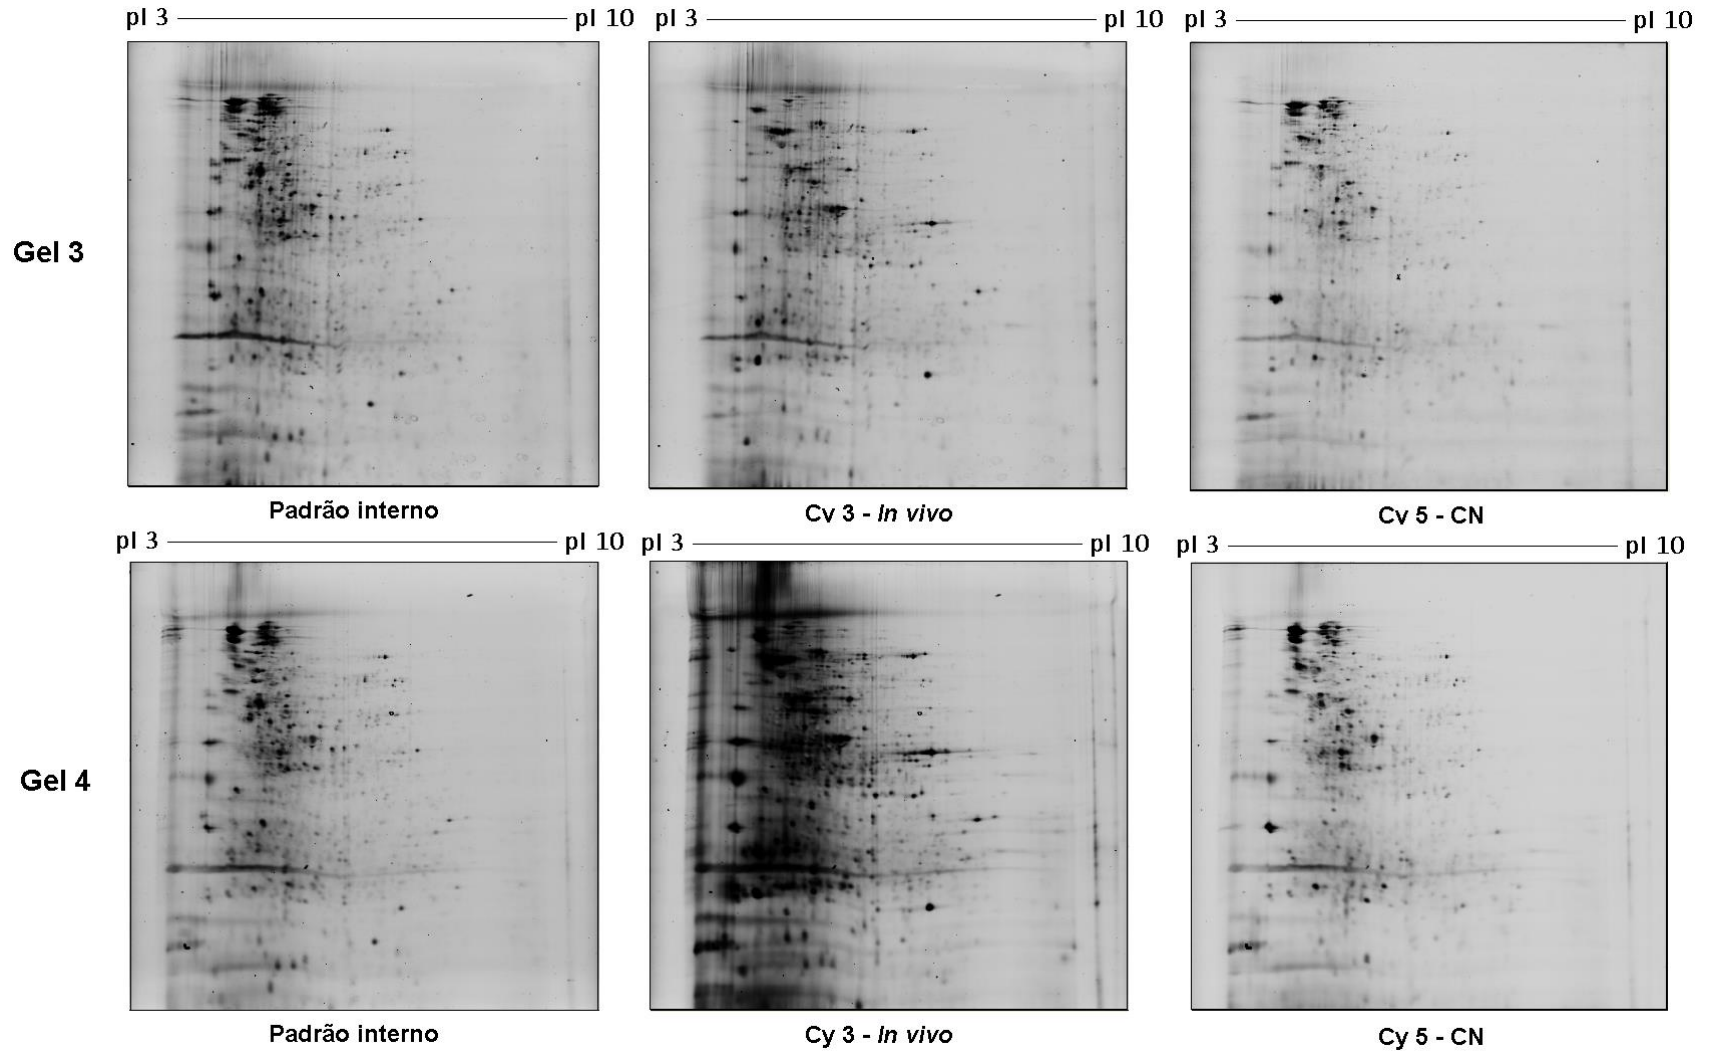 pI 3 pI 10 pI 3 pI 10 pI 3 pI 10
Gel 3
Padrão interno Cv 3 - In vivo Cv 5 - CN
pI 3 pI 10 pI 3 pI 10 pI 3 pI 10
Gel 4
Padrão interno Cy 3 - In vivo Cy 5 - CN